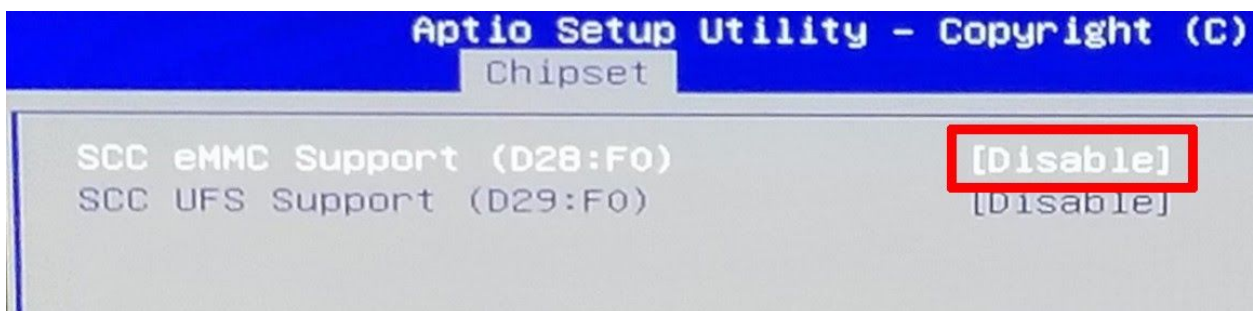 Aptio Setup Utility – Copyright (C)
Chipset
SCC eMMC Support (D28:F0) [Disable]
SCC UFS Support (D29:F0) [Disable]